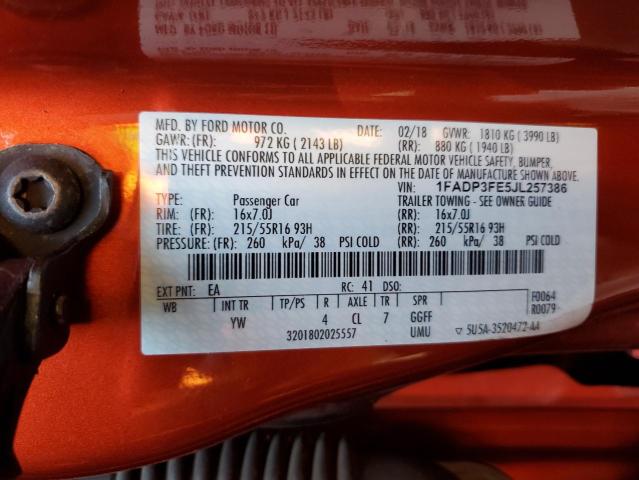 MFD. BY FORD MOTOR CO. DATE: 02/18 GVWR: 1810 KG ( 3990 LB)
GAWR: (FR): 972 KG ( 2143 LB) (RR): 880 KG ( 1940 LB)
THIS VEHICLE CONFORMS TO ALL APPLICABLE FEDERAL MOTOR VEHICLE SAFETY, BUMPER,
AND THEFT PREVENTION STANDARDS IN EFFECT ON THE DATE OF MANUFACTURE SHOWN ABOVE.
VIN: 1FADP3FE5JL257386
TYPE: Passenger Car TRAILER TOWING - SEE OWNER GUIDE
RIM: (FR): 16x7.0J (RR): 16x7.0J
TIRE: (FR): 215/55R16 93H (RR): 215/55R16 93H
PRESSURE: (FR): 260 kPa/ 38 PSI COLD (RR): 260 kPa/ 38 PSI COLD
EXT PNT: EA RC: 41 DSO: F0064
WB INT TR TP/PS R AXLE TR SPR R0079
YW 4 CL 7 GGFF
3201802025557 UMU ▽ 5U5A-3520472-AA